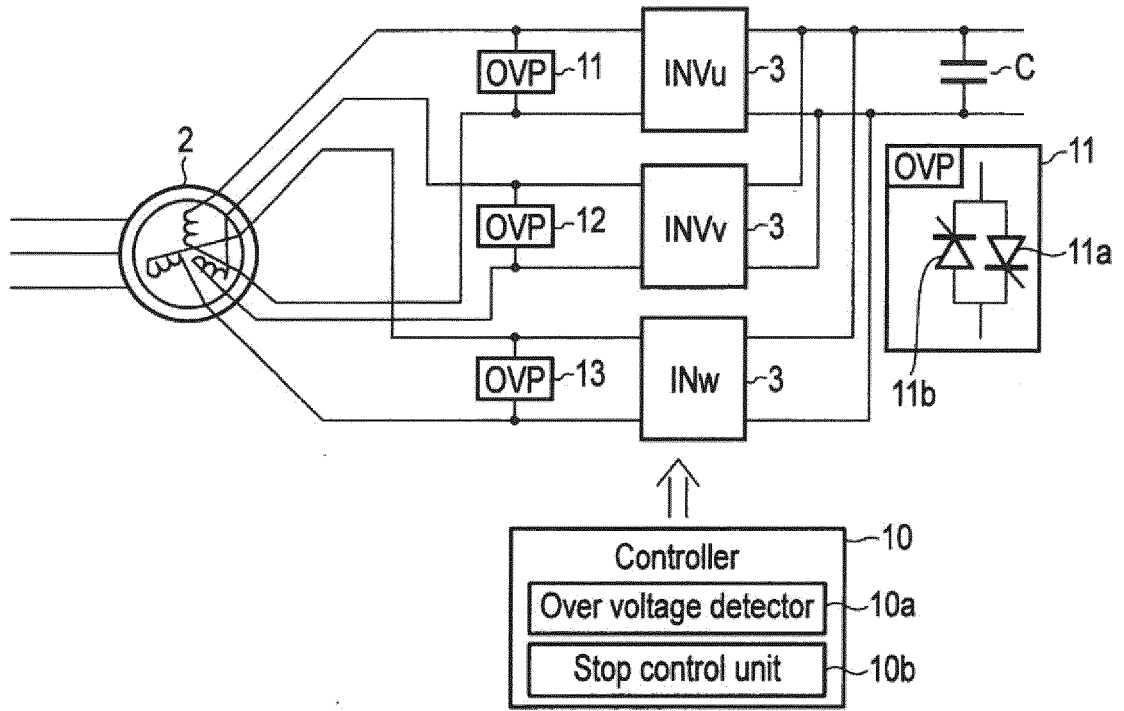 OVP 11
INVu 3
C
2
OVP 11
11a
11b
OVP 12
INVv 3
OVP 13
INw 3
Controller 10
Over voltage detector 10a
Stop control unit 10b